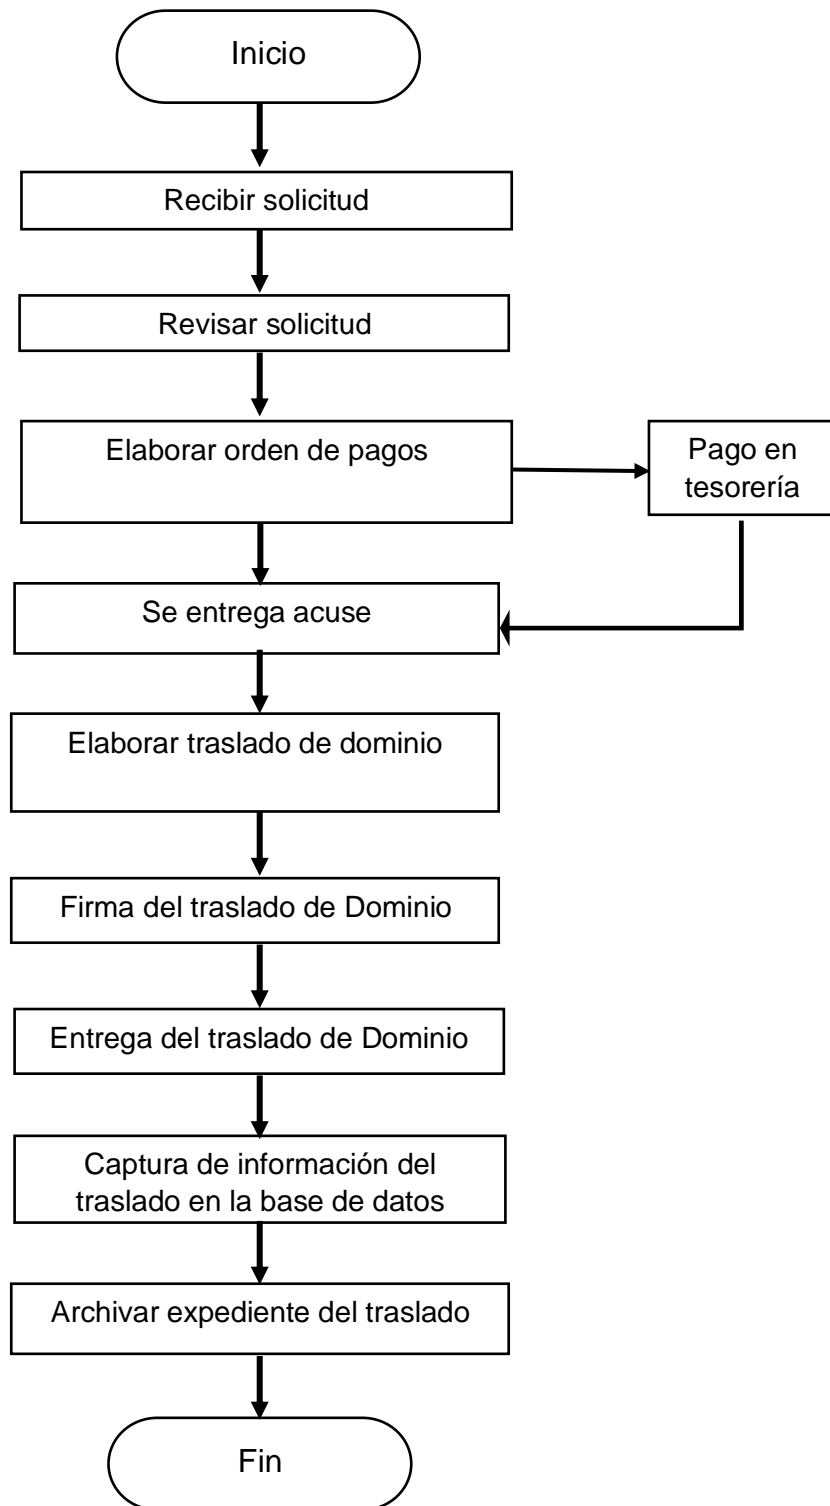 Inicio
Recibir solicitud
Revisar solicitud
Elaborar orden de pagos
Pago en
tesorería
Se entrega acuse
Elaborar traslado de dominio
Firma del traslado de Dominio
Entrega del traslado de Dominio
Captura de información del
traslado en la base de datos
Archivar expediente del traslado
Fin